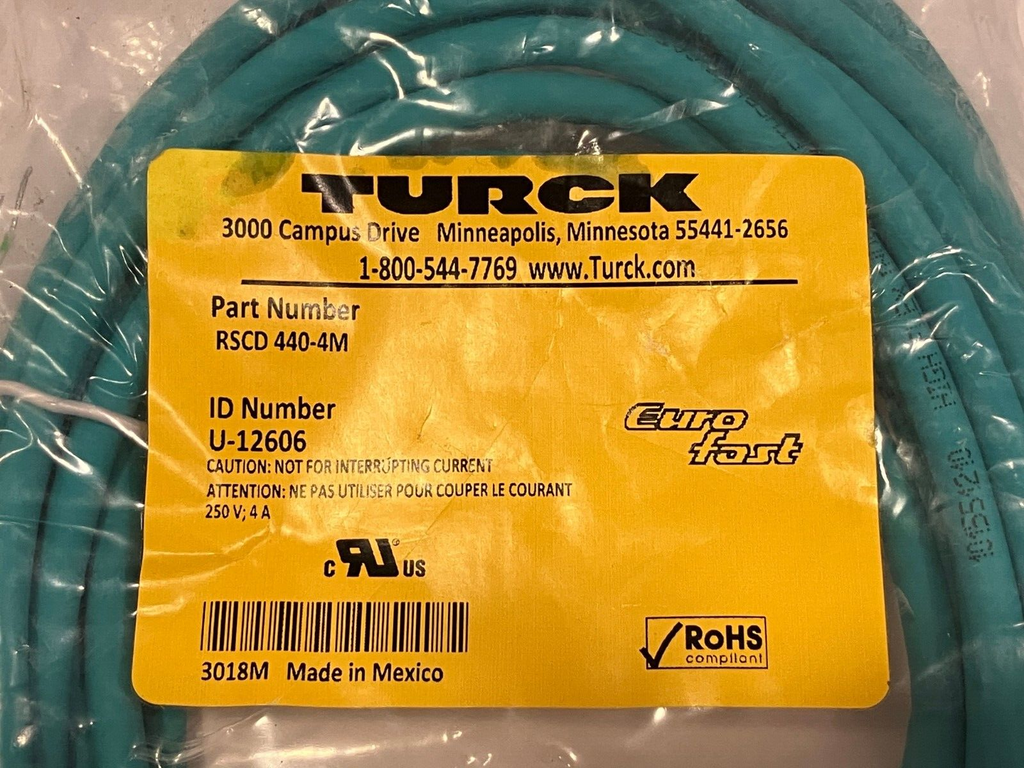 TURCK
3000 Campus Drive Minneapolis, Minnesota 55441-2656
1-800-544-7769 www.Turck.com
Part Number
RSCD 440-4M
ID Number
U-12606
CAUTION: NOT FOR INTERRUPTING CURRENT
ATTENTION: NE PAS UTILISER POUR COUPER LE COURANT
250 V; 4 A
Euro
fast
c RU® US
3018M Made in Mexico
RoHS
compliant
HIGH